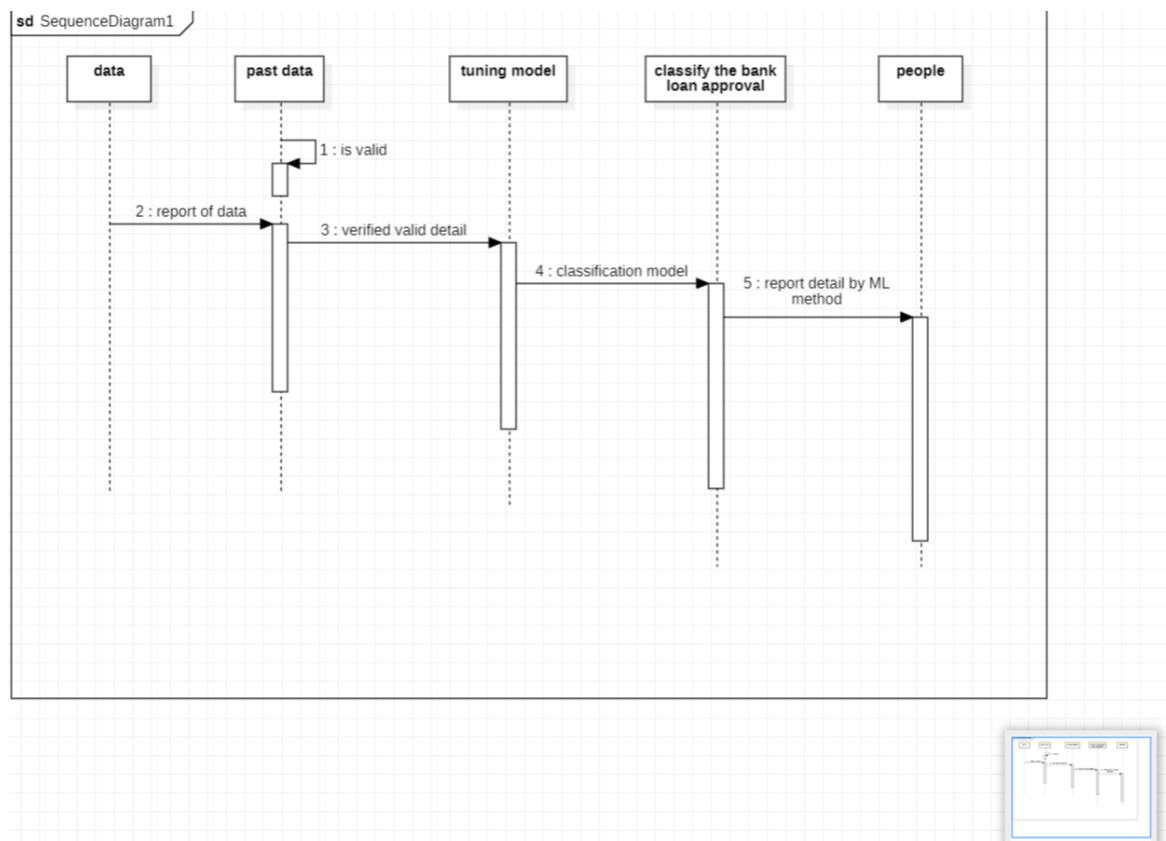 sd SequenceDiagram1
data
past data
tuning model
classify the bank
loan approval
people
1 : is valid
2 : report of data
3 : verified valid detail
4 : classification model
5 : report detail by ML
method